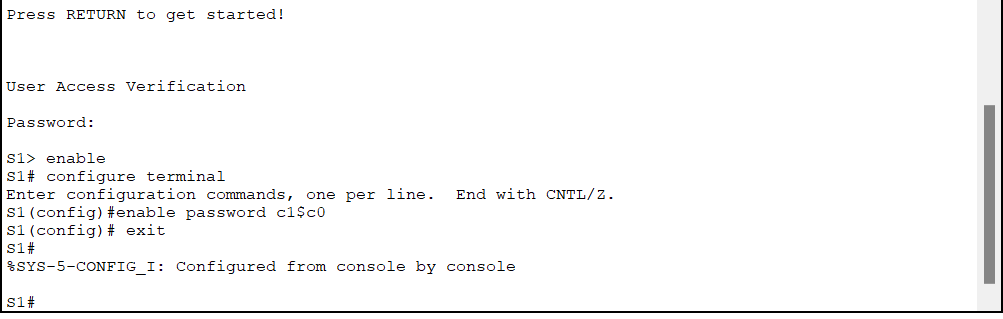 Press RETURN to get started!
User Access Verification
Password:
S1> enable
S1# configure terminal
Enter configuration commands, one per line.  End with CNTL/Z.
S1(config)#enable password c1$c0
S1(config)# exit
S1#
%SYS-5-CONFIG_I: Configured from console by console
S1#